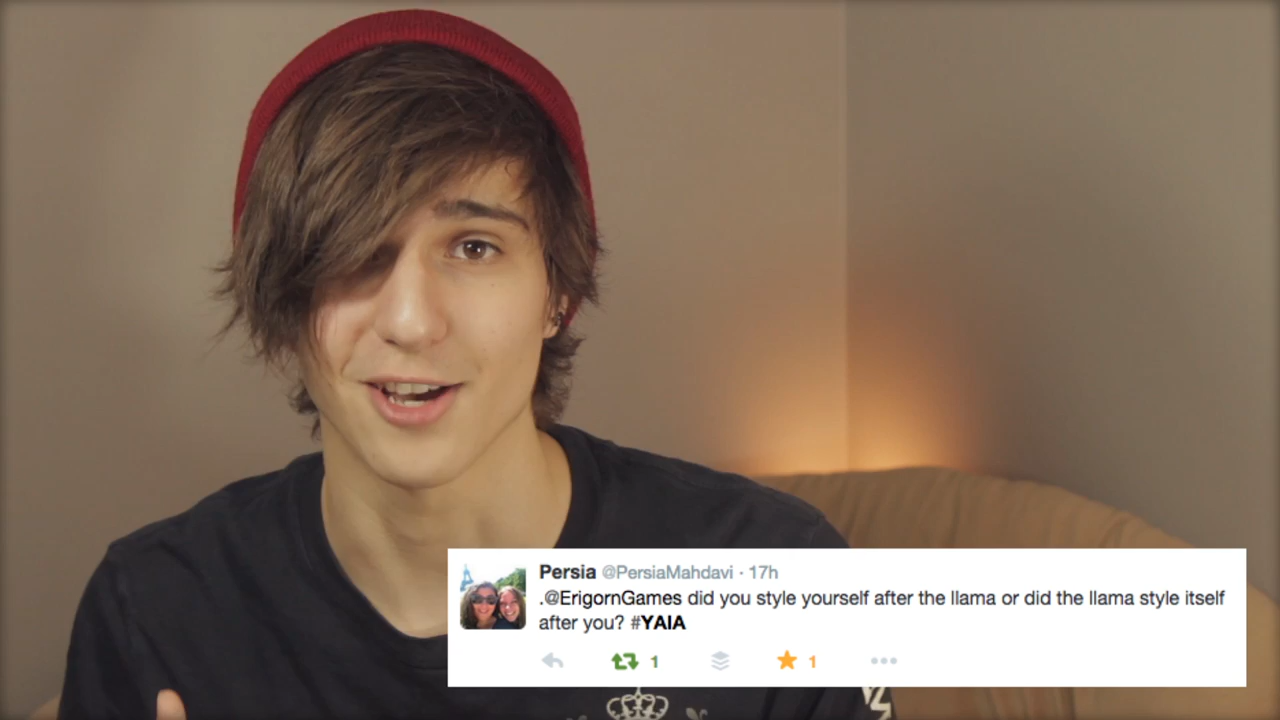 Persia @PersiaMahdavi · 17h
.@ErigornGames did you style yourself after the llama or did the llama style itself
after you? #YAIA
1 1